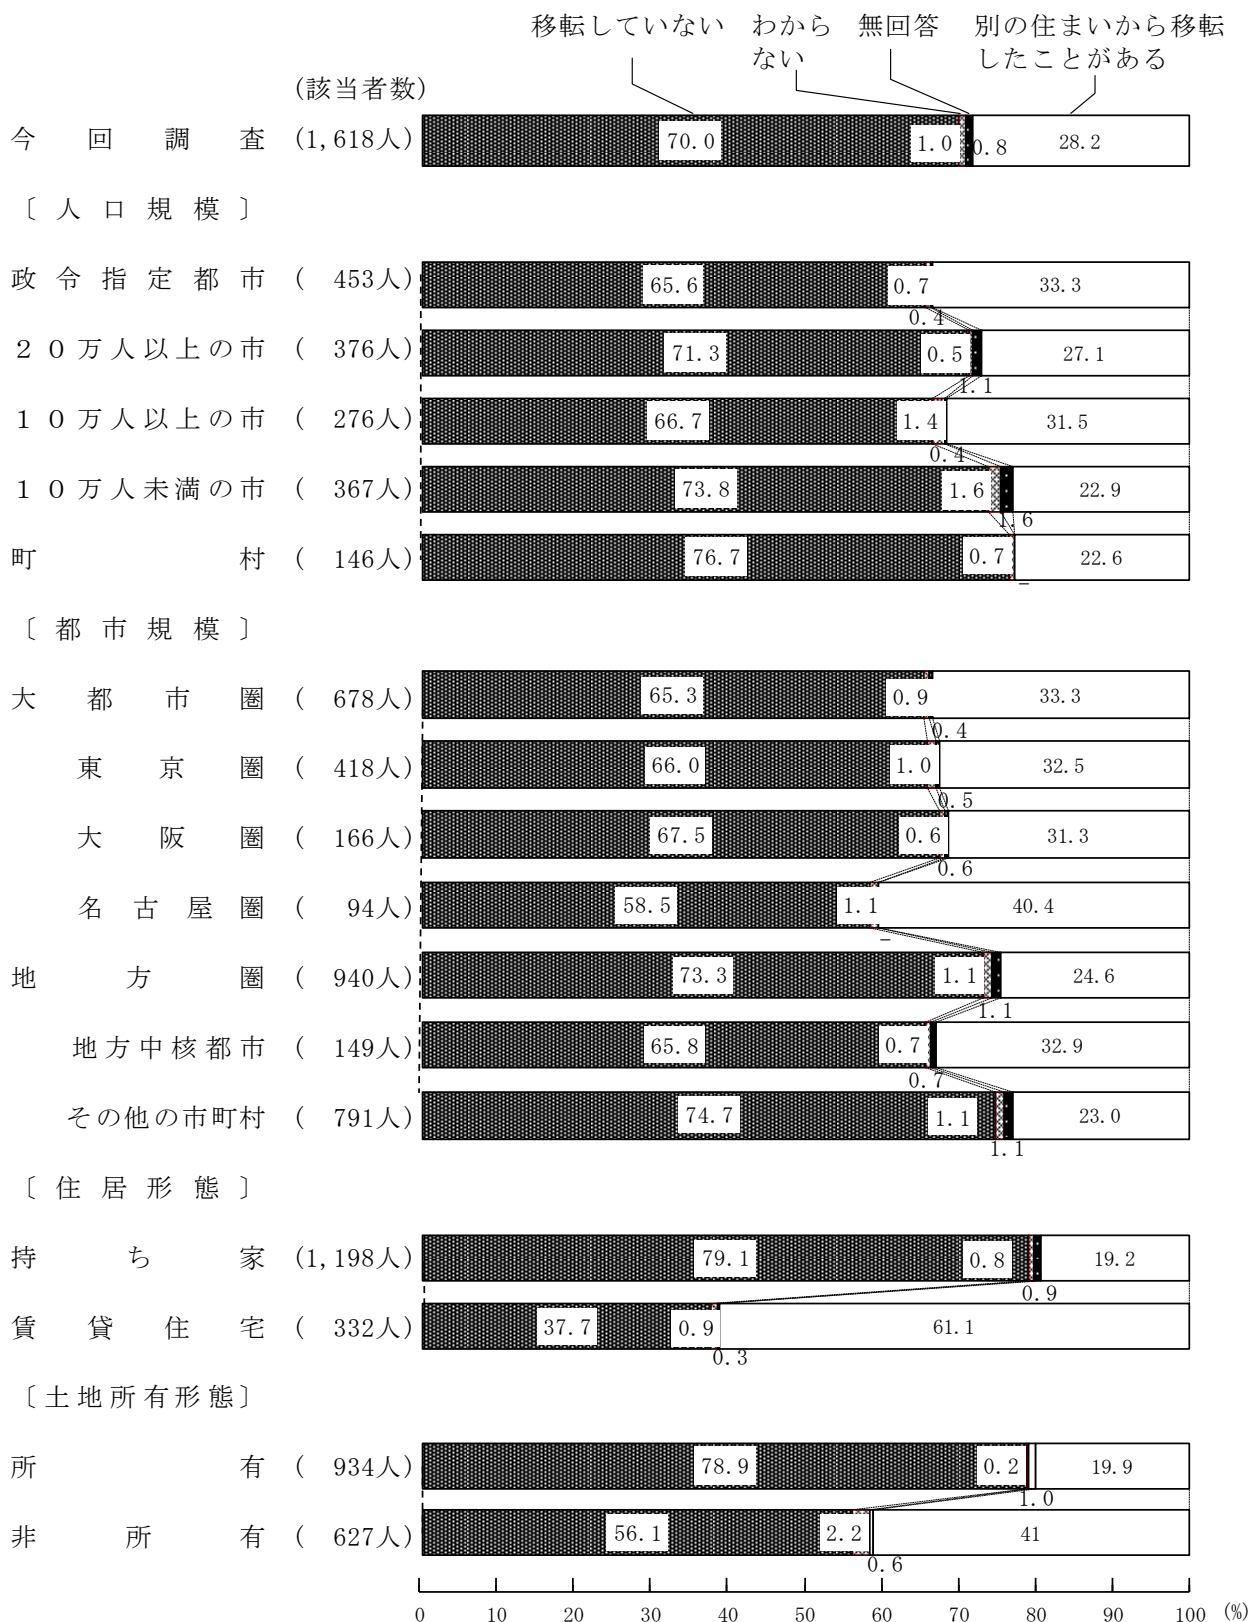 移転していない わから 無回答 別の住まいから移転
ない したことがある
(該当者数)
今回調査 (1,618人) 70.0 1.0 0.8 28.2
〔人口規模〕
政令指定都市 ( 453人) 65.6 0.7 33.3
0.4
２０万人以上の市 ( 376人) 71.3 0.5 27.1
1.1
１０万人以上の市 ( 276人) 66.7 1.4 31.5
0.4
１０万人未満の市 ( 367人) 73.8 1.6 22.9
1.6
町村 ( 146人) 76.7 0.7 22.6
－
〔都市規模〕
大都市圏 ( 678人) 65.3 0.9 33.3
0.4
東京圏 ( 418人) 66.0 1.0 32.5
0.5
大阪圏 ( 166人) 67.5 0.6 31.3
0.6
名古屋圏 ( 94人) 58.5 1.1 40.4
－
地方圏 ( 940人) 73.3 1.1 24.6
1.1
地方中核都市 ( 149人) 65.8 0.7 32.9
0.7
その他の市町村 ( 791人) 74.7 1.1 23.0
1.1
〔住居形態〕
持ち家 (1,198人) 79.1 0.8 19.2
0.9
賃貸住宅 ( 332人) 37.7 0.9 61.1
0.3
〔土地所有形態〕
所有 ( 934人) 78.9 0.2 19.9
1.0
非所有 ( 627人) 56.1 2.2 41
0.6
0 10 20 30 40 50 60 70 80 90 100 (%)